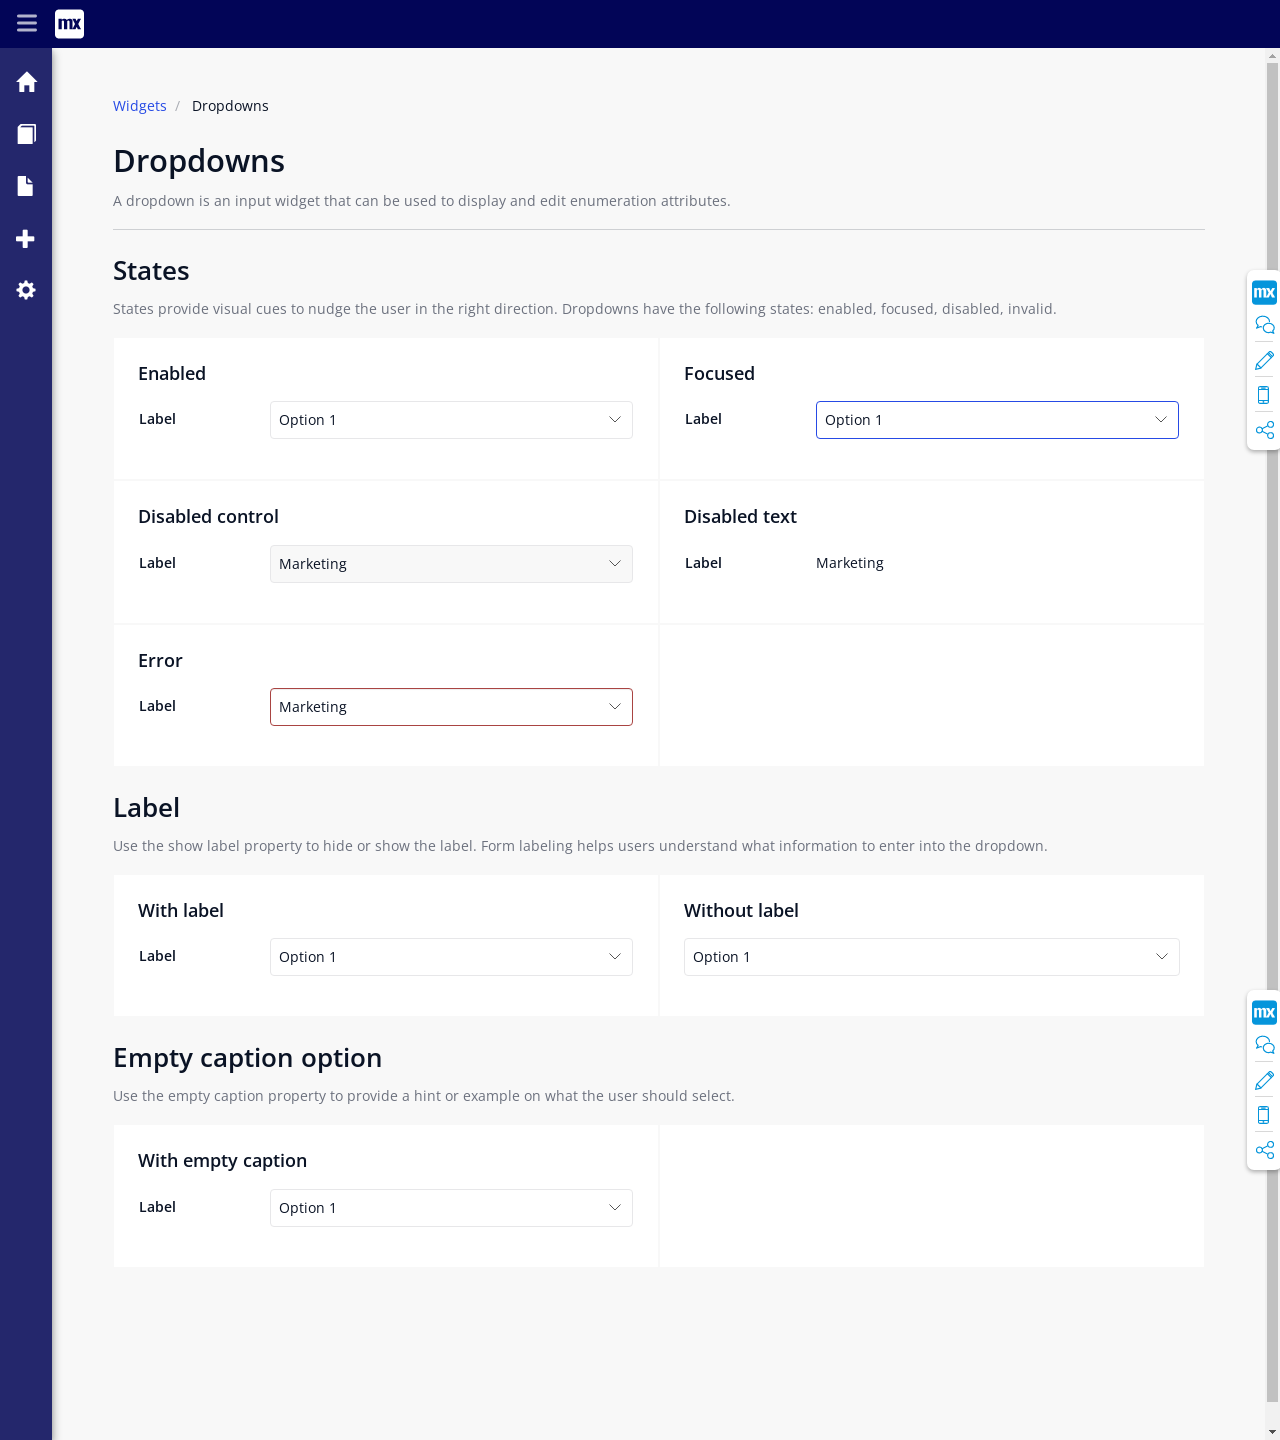 mx
Widgets / Dropdowns
Dropdowns
A dropdown is an input widget that can be used to display and edit enumeration attributes.
States
States provide visual cues to nudge the user in the right direction. Dropdowns have the following states: enabled, focused, disabled, invalid.
mx
Enabled
Label Option 1
Focused
Label Option 1
Disabled control
Label Marketing
Disabled text
Label Marketing
Error
Label Marketing
Label
Use the show label property to hide or show the label. Form labeling helps users understand what information to enter into the dropdown.
With label
Label Option 1
Without label
Option 1
mx
Empty caption option
Use the empty caption property to provide a hint or example on what the user should select.
With empty caption
Label Option 1